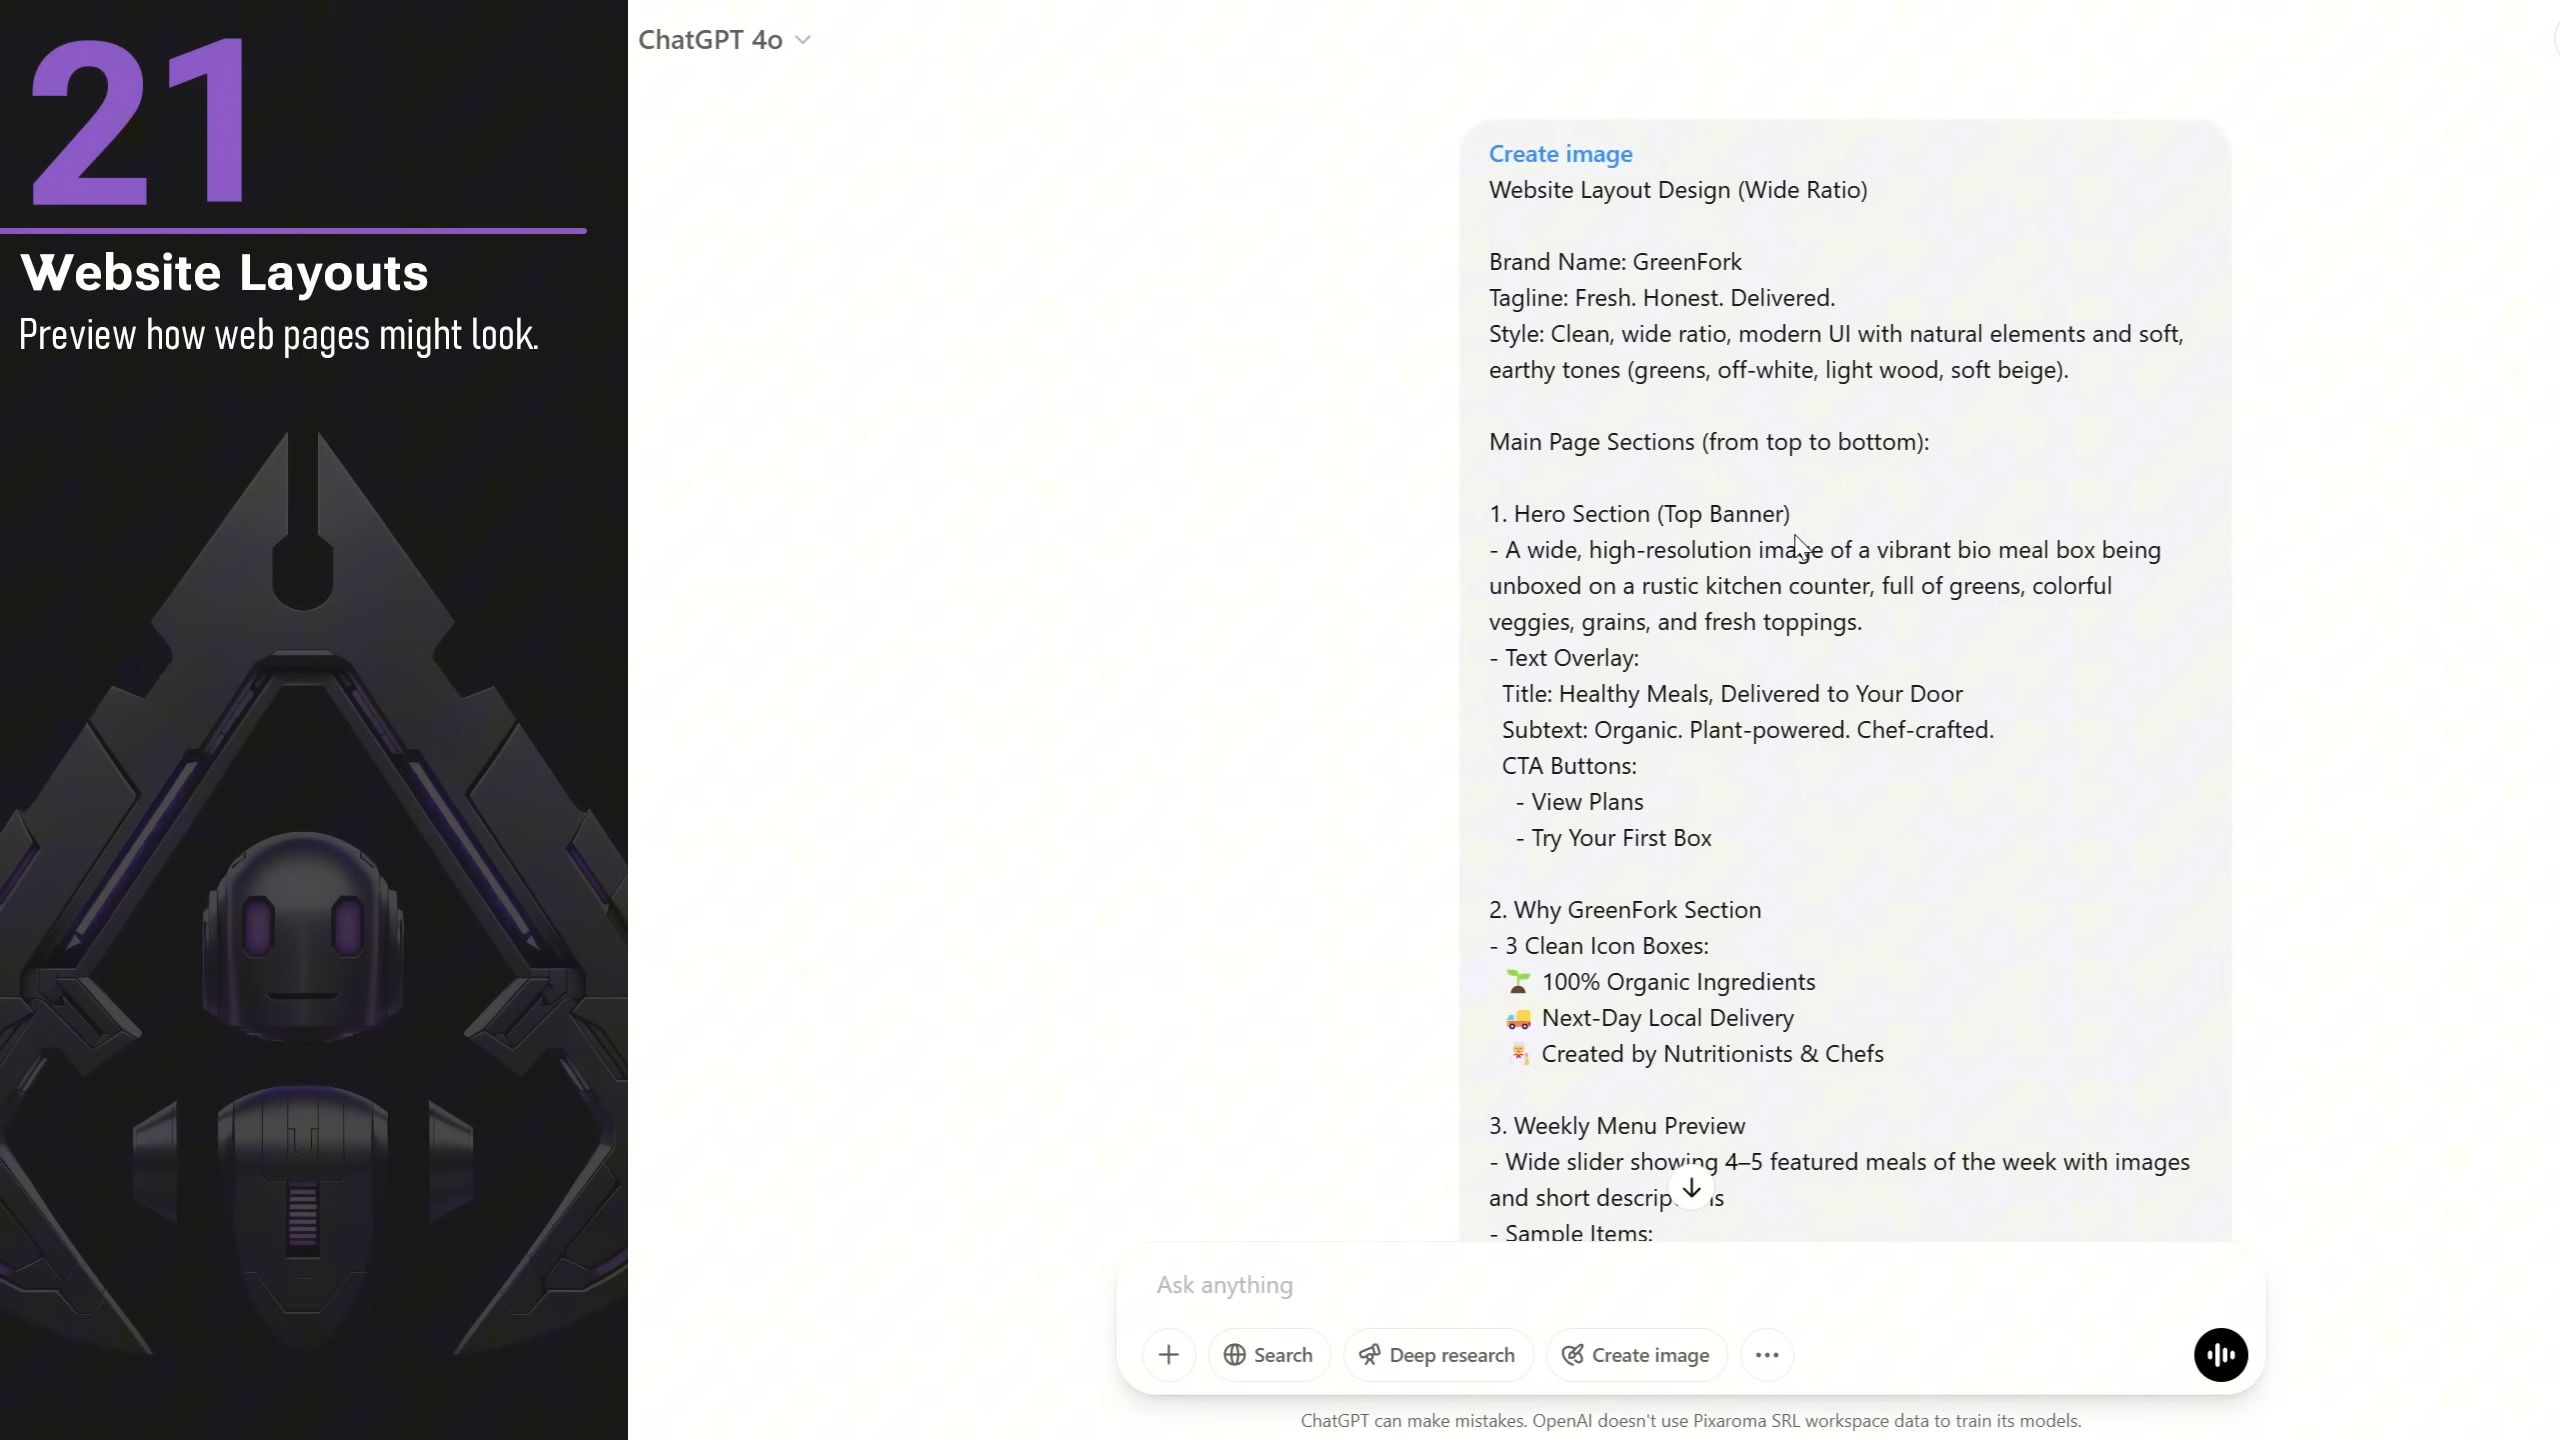 21
Website Layouts
Preview how web pages might look.
ChatGPT 4o
Create image
Website Layout Design (Wide Ratio)
Brand Name: GreenFork
Tagline: Fresh. Honest. Delivered.
Style: Clean, wide ratio, modern UI with natural elements and soft,
earthy tones (greens, off-white, light wood, soft beige).
Main Page Sections (from top to bottom):
1. Hero Section (Top Banner)
- A wide, high-resolution image of a vibrant bio meal box being
unboxed on a rustic kitchen counter, full of greens, colorful
veggies, grains, and fresh toppings.
- Text Overlay:
Title: Healthy Meals, Delivered to Your Door
Subtext: Organic. Plant-powered. Chef-crafted.
CTA Buttons:
- View Plans
- Try Your First Box
2. Why GreenFork Section
- 3 Clean Icon Boxes:
100% Organic Ingredients
Next-Day Local Delivery
Created by Nutritionists & Chefs
3. Weekly Menu Preview
- Wide slider showing 4–5 featured meals of the week with images
and short
- Sample Items:
Ask anything
Search
Deep research
Create image
ChatGPT can make mistakes. OpenAI doesn't use Pixaroma SRL workspace data to train its models.